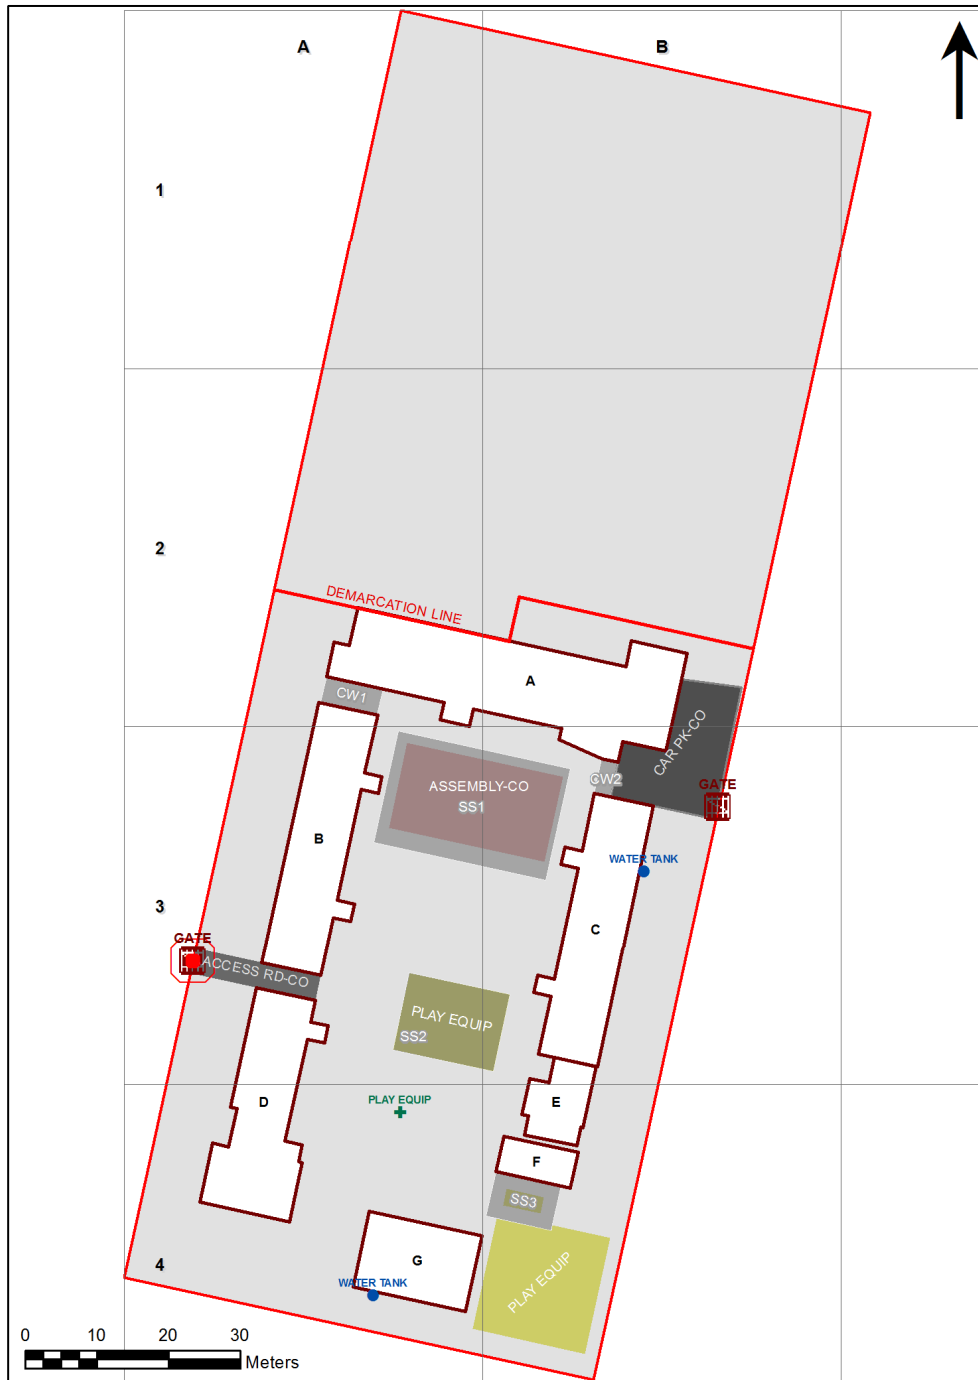 A
B
1
2
DEMARCATION LINE
A
CW1
CAR PK-CO
ASSEMBLY-CO
SS1
CW2
GATE
B
WATER TANK
3
C
GATE
ACCESS RD-CO
PLAY EQUIP
SS2
PLAY EQUIP
D
E
F
SS3
4
G
PLAY EQUIP
WATER TANK
0 10 20 30
Meters